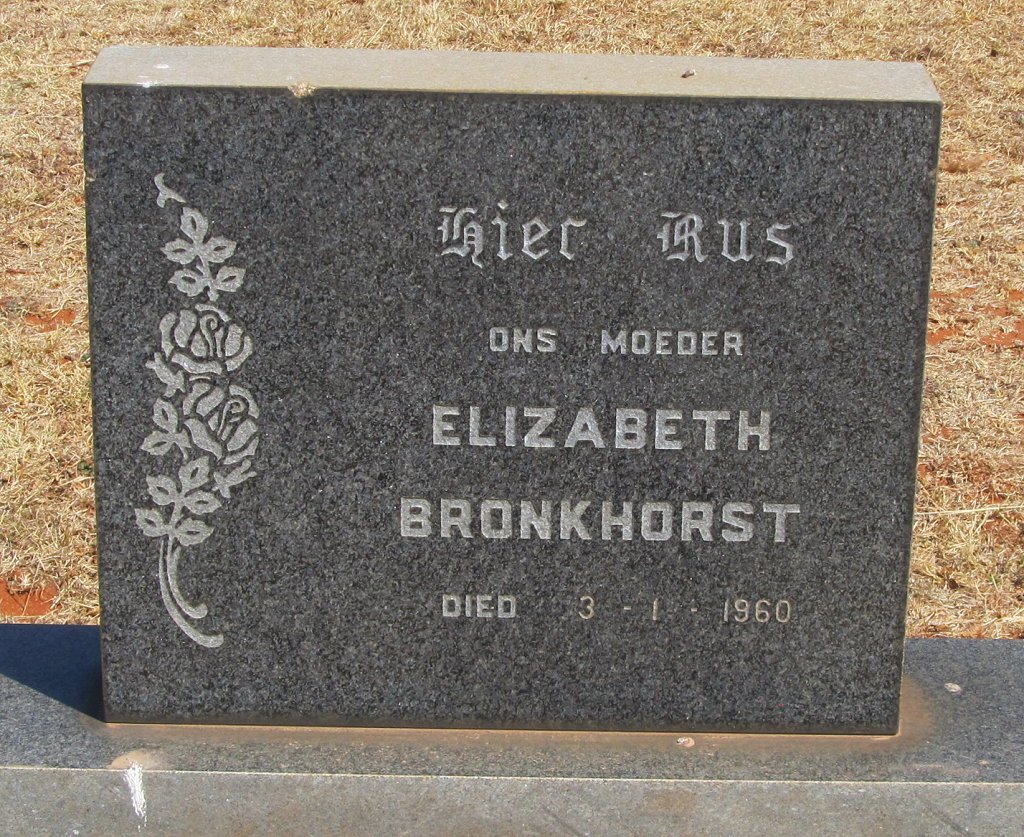 Hier Rus
ONS MOEDER
ELIZABETH
BRONKHORST
DIED 3 - 1 - 1960